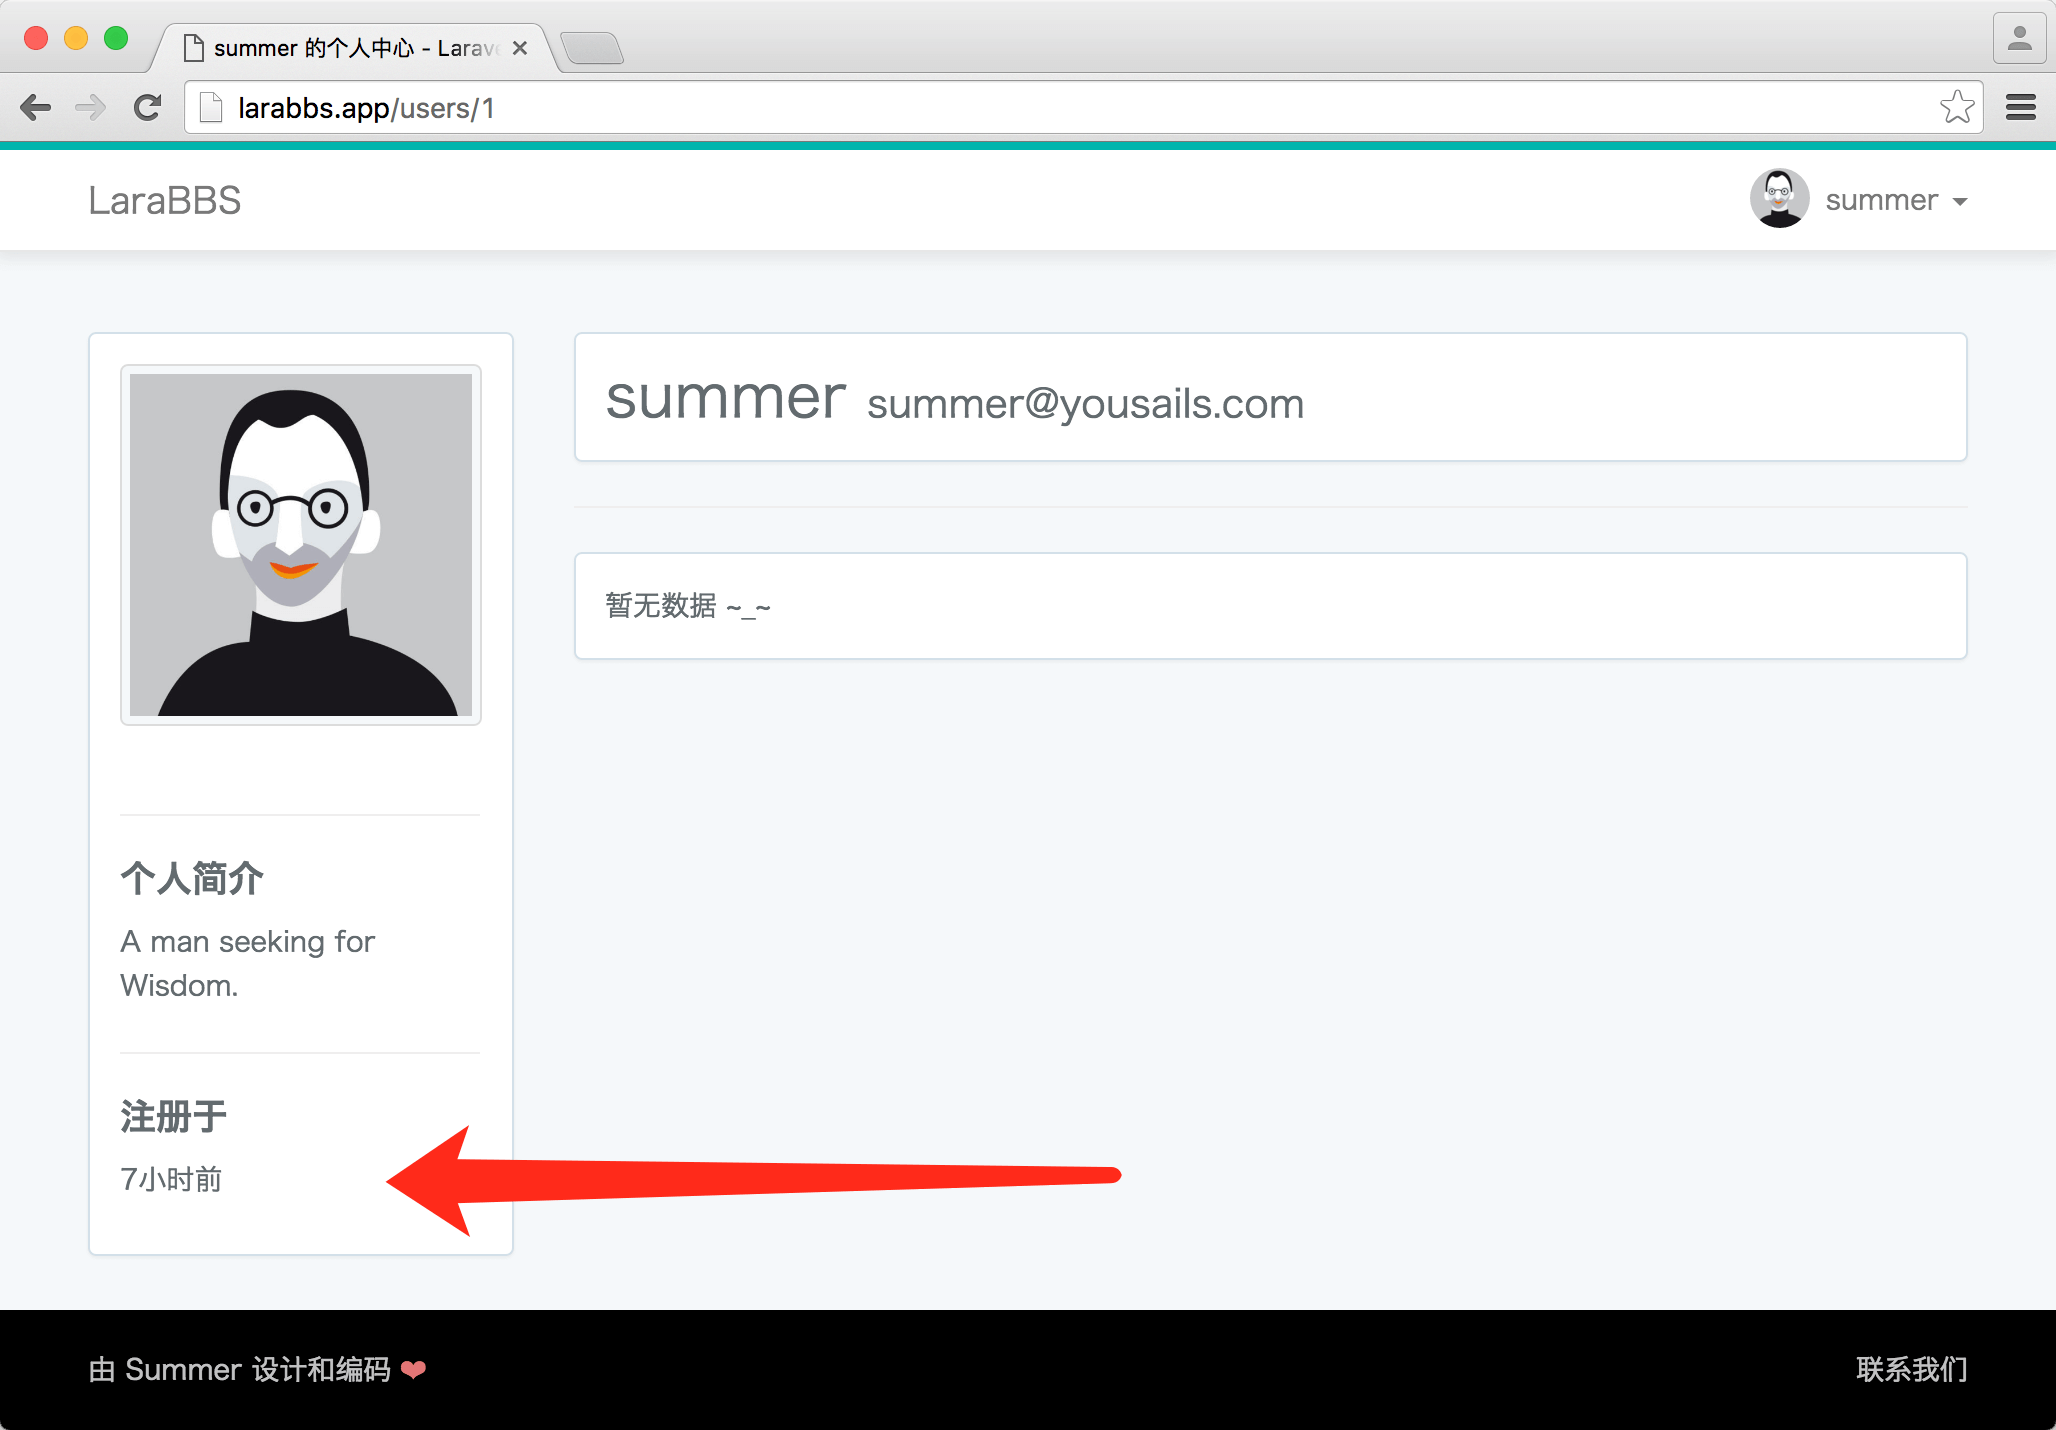 summer 的个人中心 - Larav
larabbs.app/users/1
LaraBBS
summer
summer summer@yousails.com
暂无数据 ~_~
个人简介
A man seeking for
Wisdom.
注册于
7小时前
由 Summer 设计和编码 ❤
联系我们